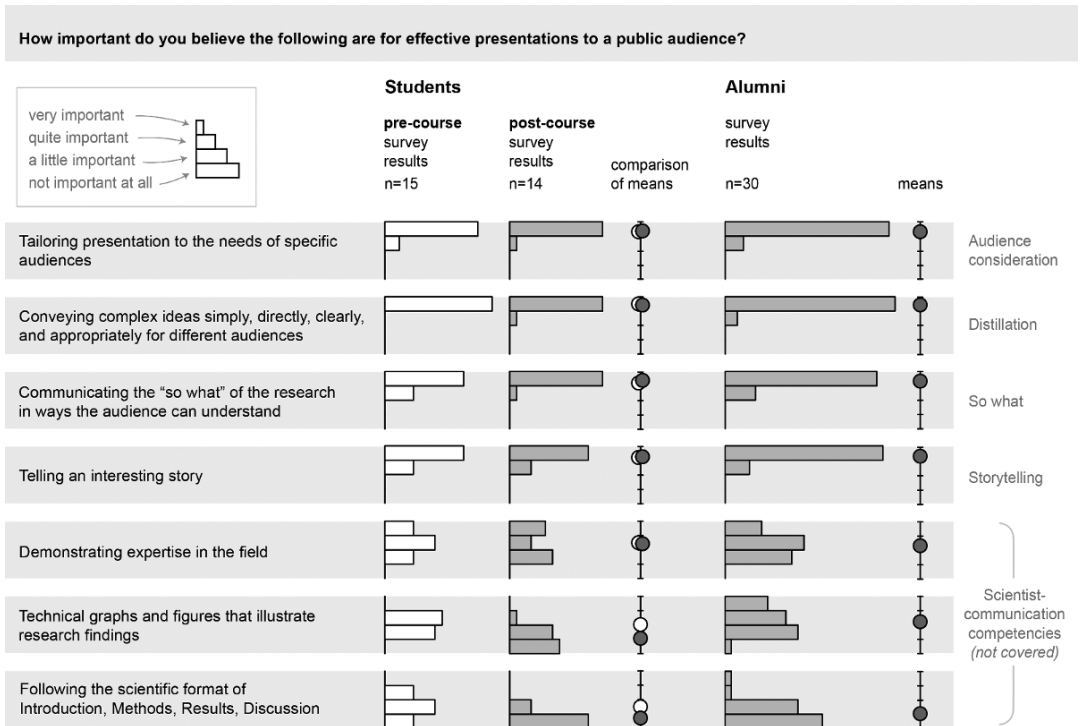 How important do you believe the following are for effective presentations to a public audience?
very important
quite important
a little important
not important at all
Students
Alumni
pre-course
survey
results
n=15
post-course
survey
results
n=14
comparison
of means
survey
results
n=30
means
Tailoring presentation to the needs of specific
audiences
Audience
consideration
Conveying complex ideas simply, directly, clearly,
and appropriately for different audiences
Distillation
Communicating the “so what” of the research
in ways the audience can understand
So what
Telling an interesting story
Storytelling
Demonstrating expertise in the field
Technical graphs and figures that illustrate
research findings
Following the scientific format of
Introduction, Methods, Results, Discussion
Scientist-
communication
competencies
(not covered)